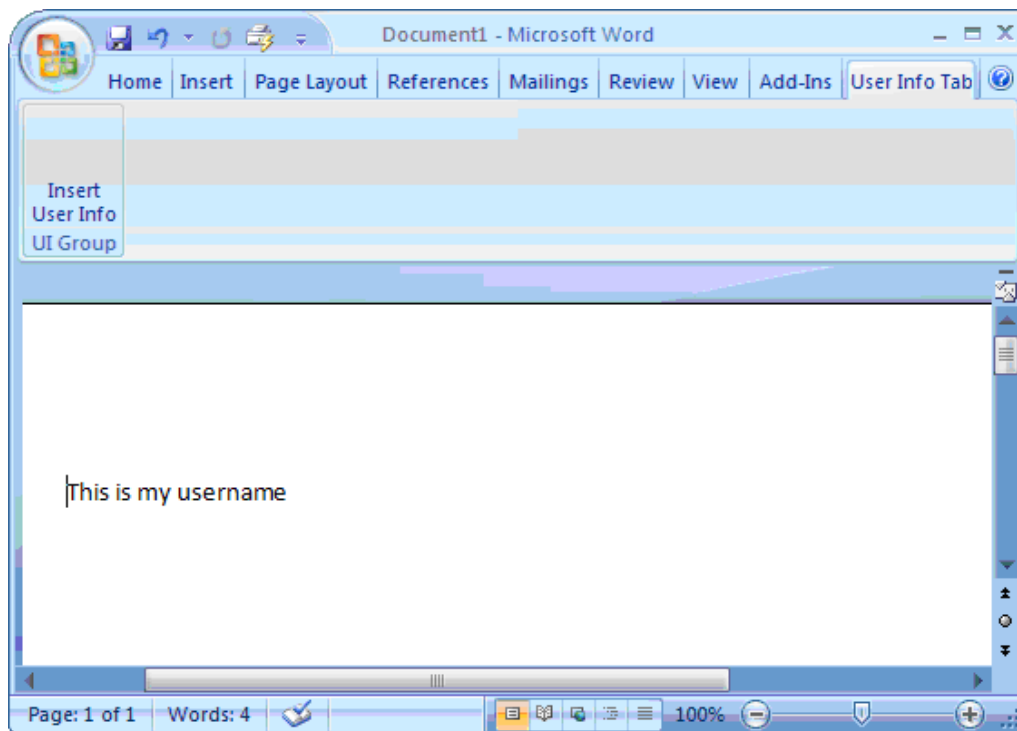 Document1 - Microsoft Word
Home Insert Page Layout References Mailings Review View Add-Ins User Info Tab
Insert
User Info
UI Group
This is my username
Page: 1 of 1 Words: 4 100%